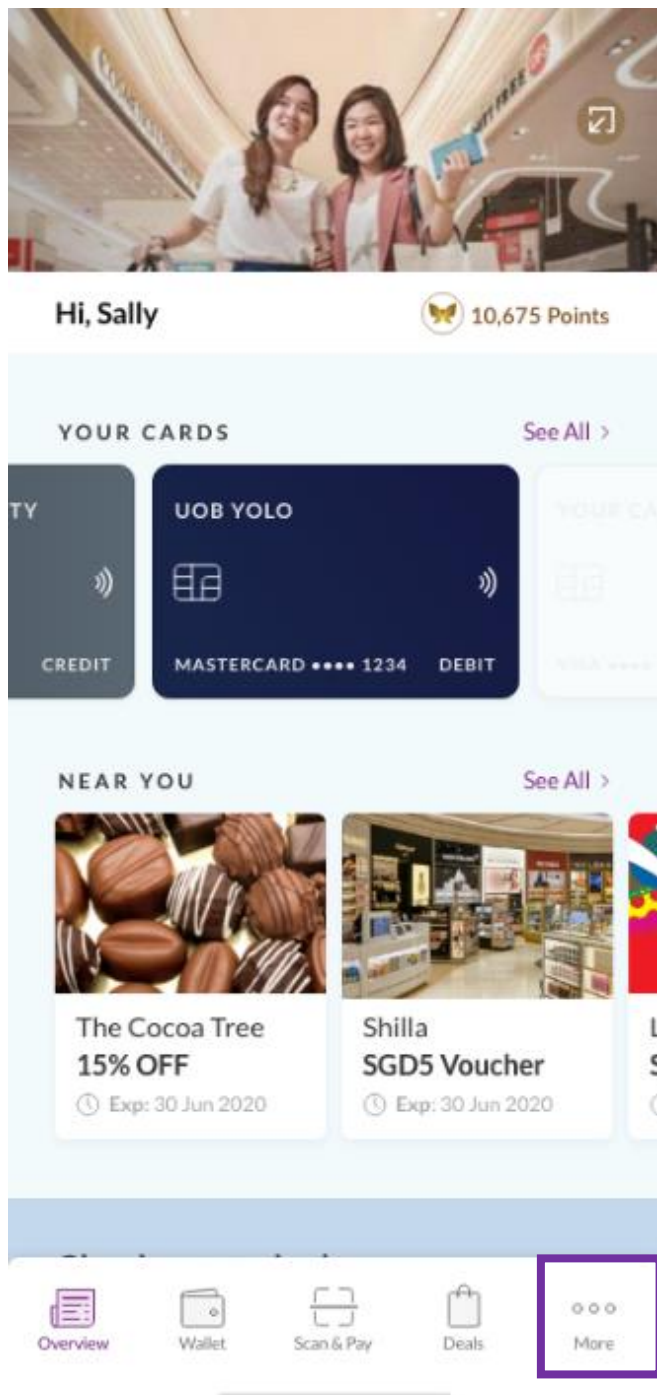 Hi, Sally
10,675 Points
YOUR CARDS
See All >
TY
CREDIT
UOB YOLO
MASTERCARD •••• 1234 DEBIT
YOUR CA
NEAR YOU
See All >
The Cocoa Tree
15% OFF
Exp: 30 Jun 2020
Shilla
SGD5 Voucher
Exp: 30 Jun 2020
L
S
Overview
Wallet
Scan & Pay
Deals
More